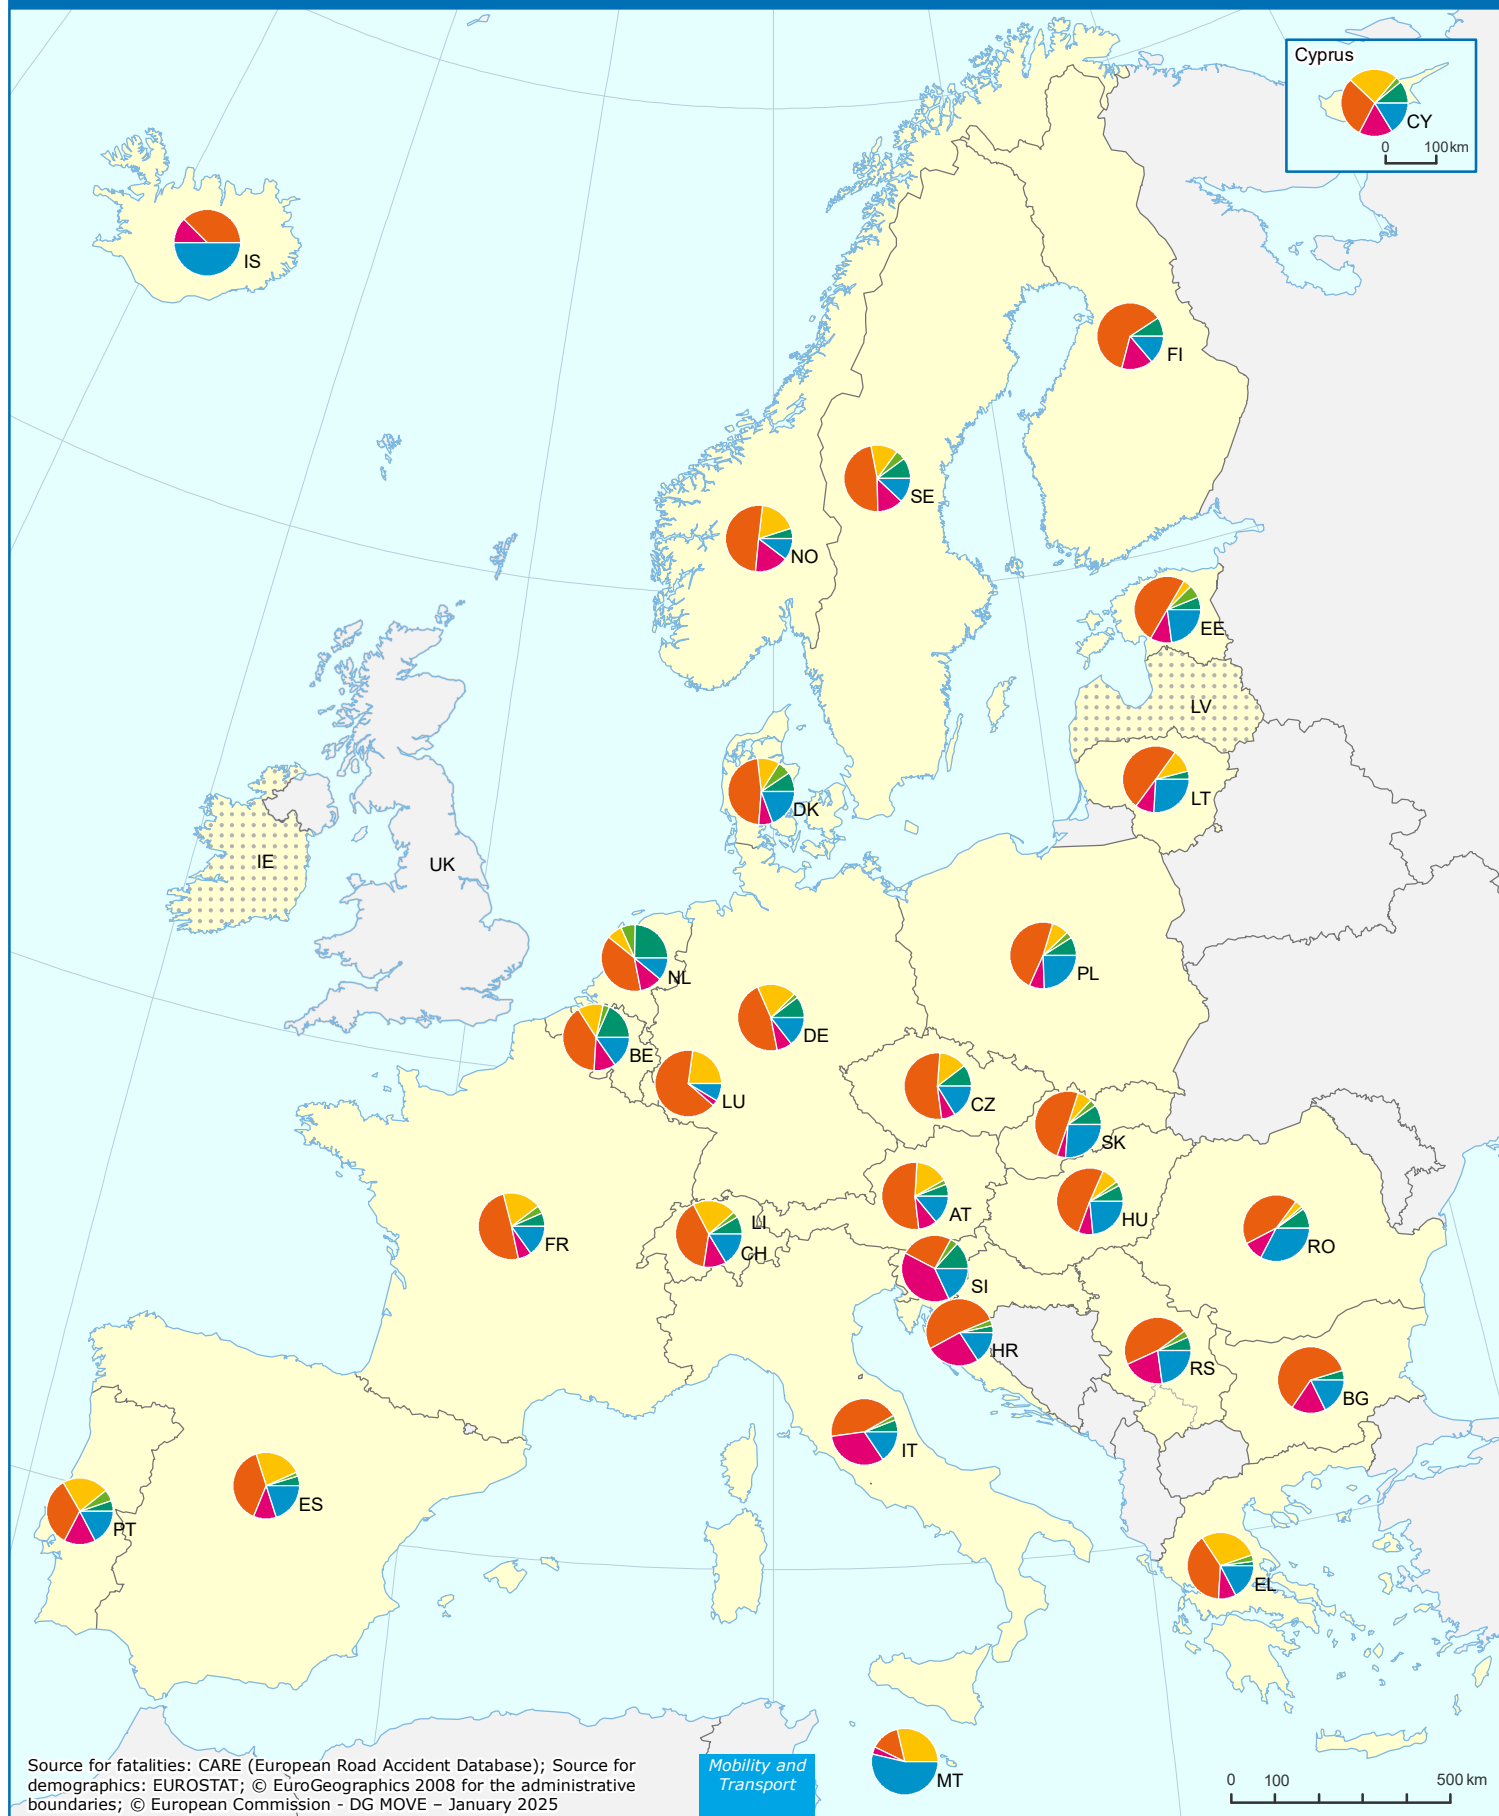 Cyprus
CY
0 100 km
IS
FI
SE
NO
EE
LV
LT
DK
IE
UK
NL
PL
DE
BE
LU
CZ
SK
AT
HU
FR
LI
CH
RO
SI
HR
RS
BG
IT
ES
PT
EL
MT
Source for fatalities: CARE (European Road Accident Database); Source for
demographics: EUROSTAT; © EuroGeographics 2008 for the administrative
boundaries; © European Commission - DG MOVE – January 2025
Mobility and
Transport
0 100 500 km